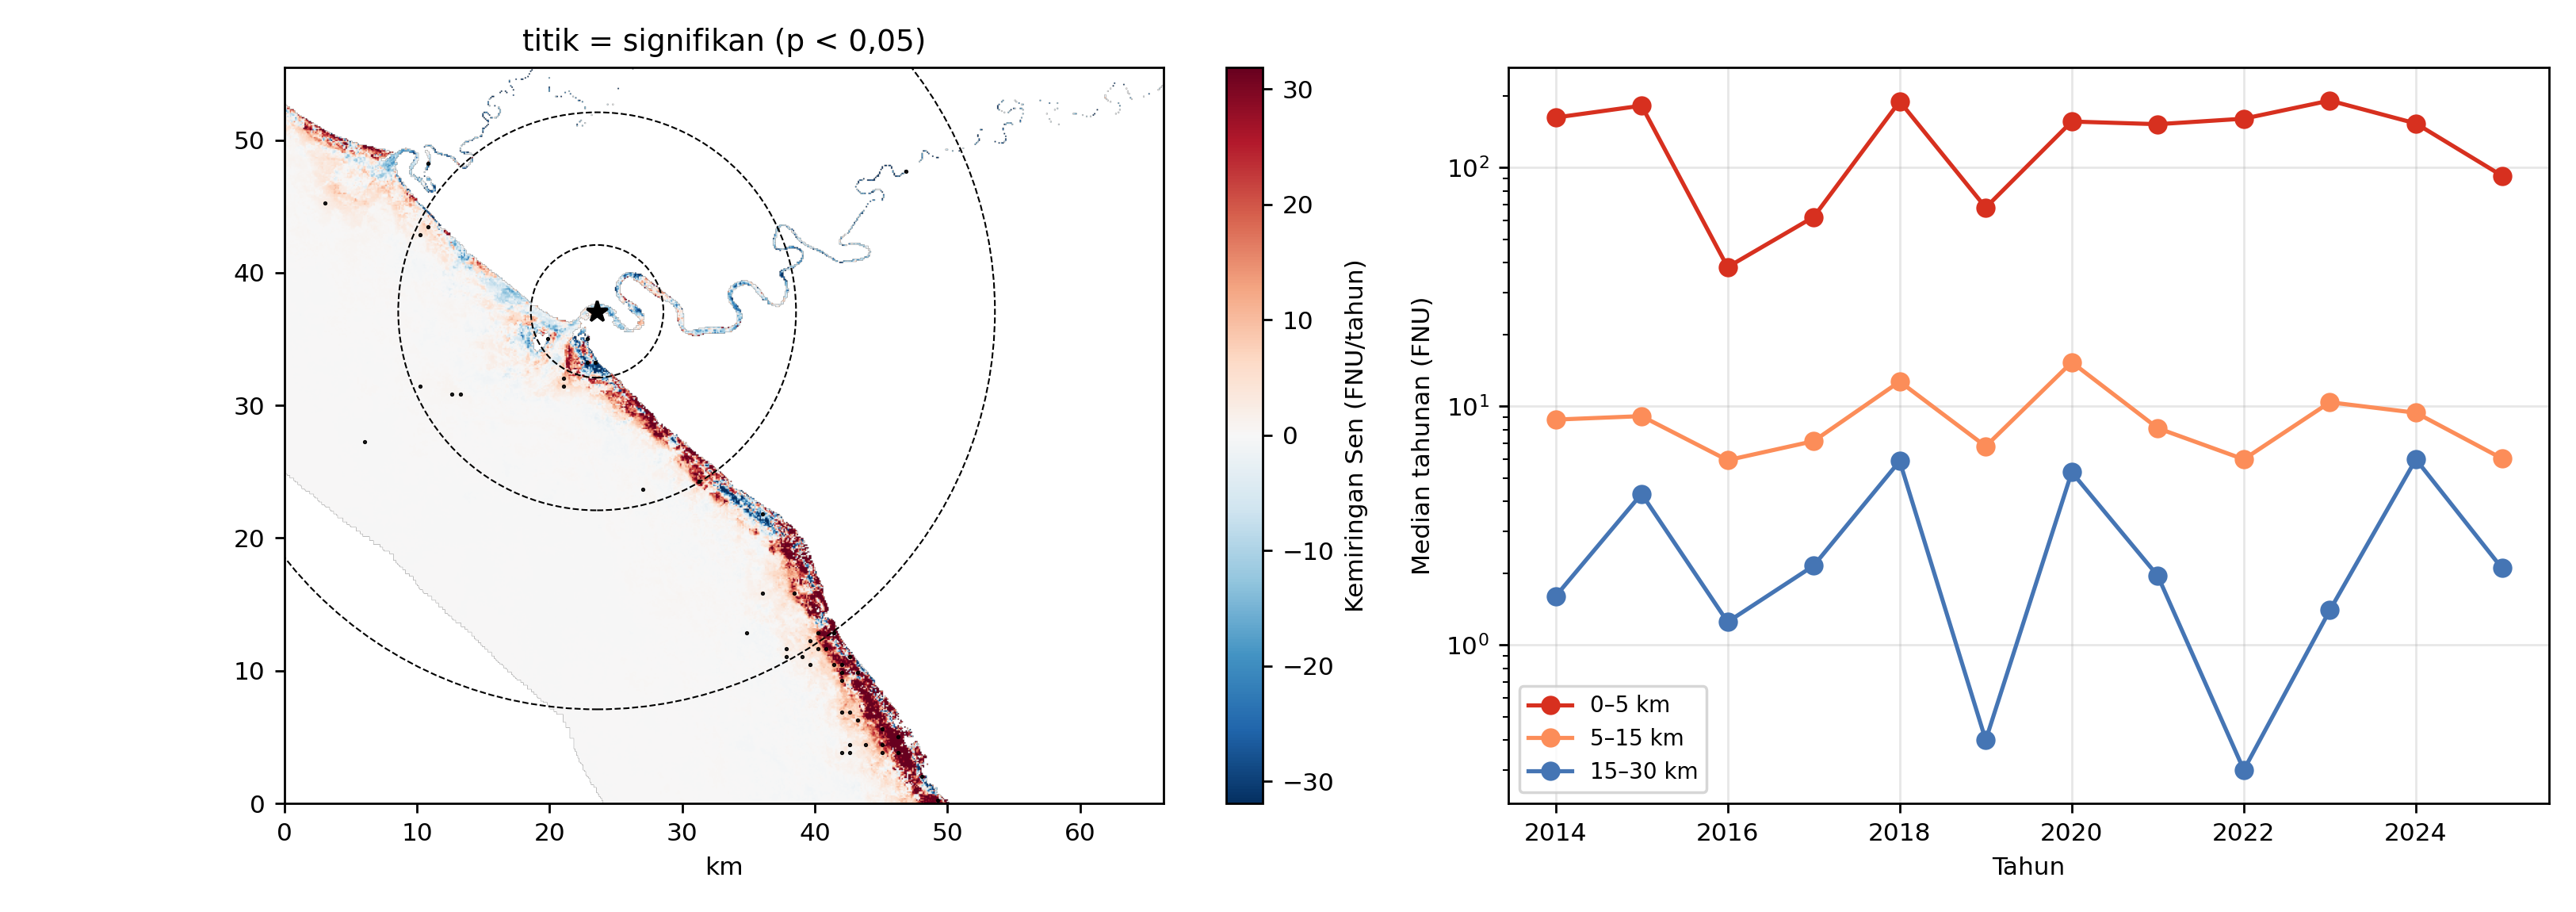 titik = signifikan (p < 0,05)
50
40
30
20
10
0
0 10 20 30 40 50 60
km
30
20
10
0
−10
−20
−30
Kemiringan Sen (FNU/tahun)
Median tahunan (FNU)
10²
10¹
10⁰
0–5 km
5–15 km
15–30 km
2014 2016 2018 2020 2022 2024
Tahun